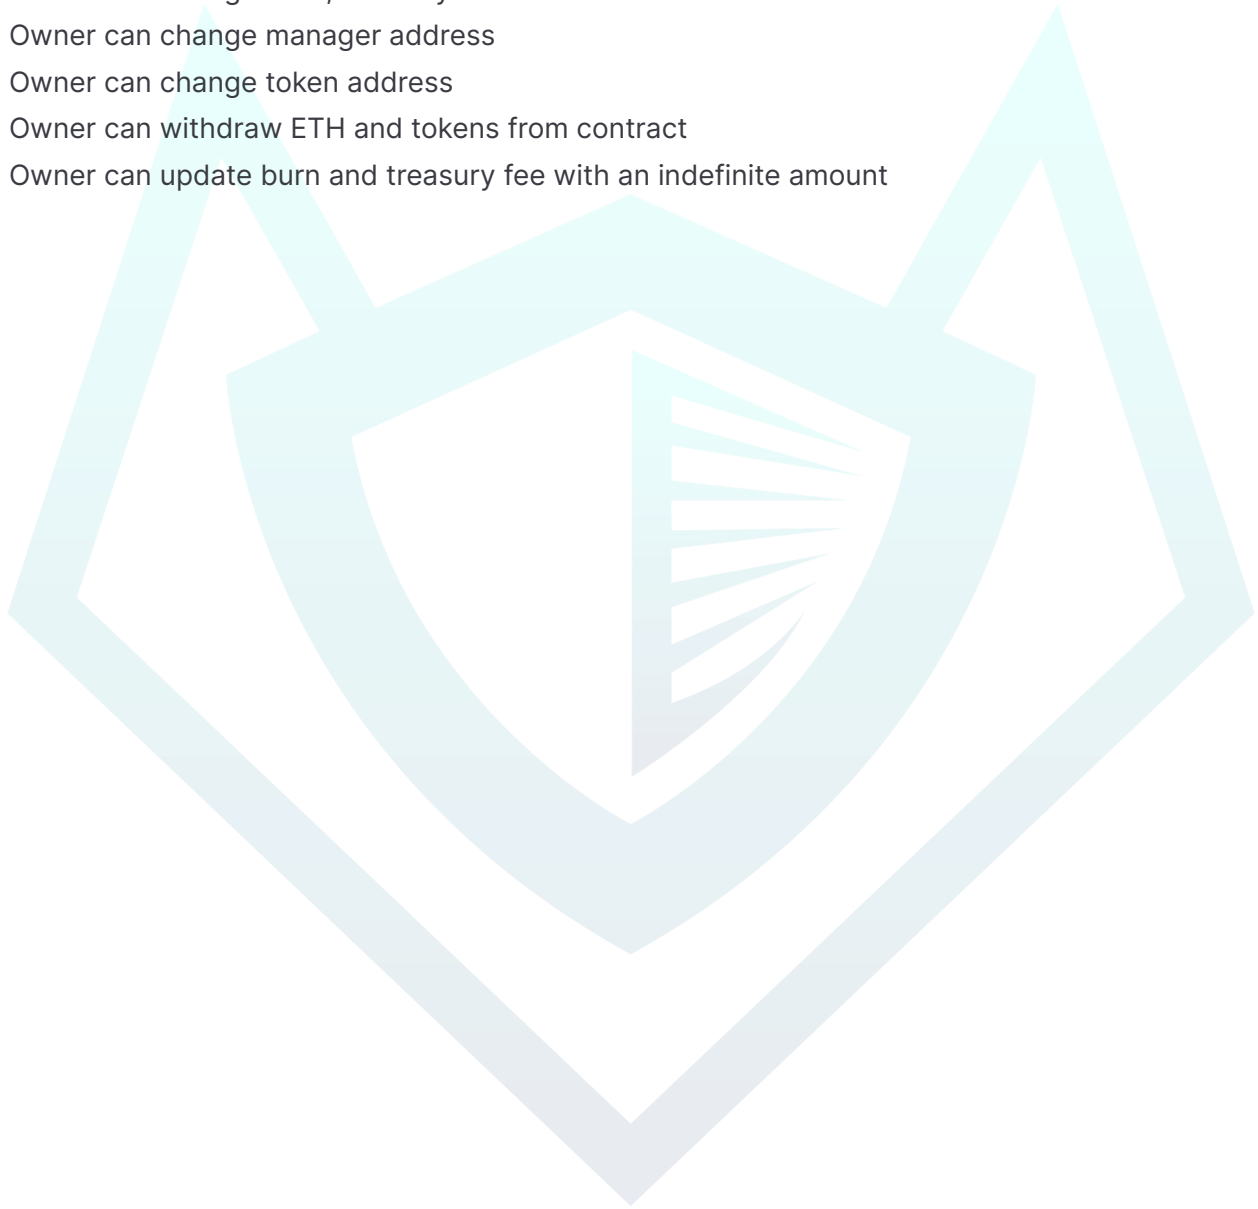 Owner can change manager address
Owner can change token address
Owner can withdraw ETH and tokens from contract
Owner can update burn and treasury fee with an indefinite amount